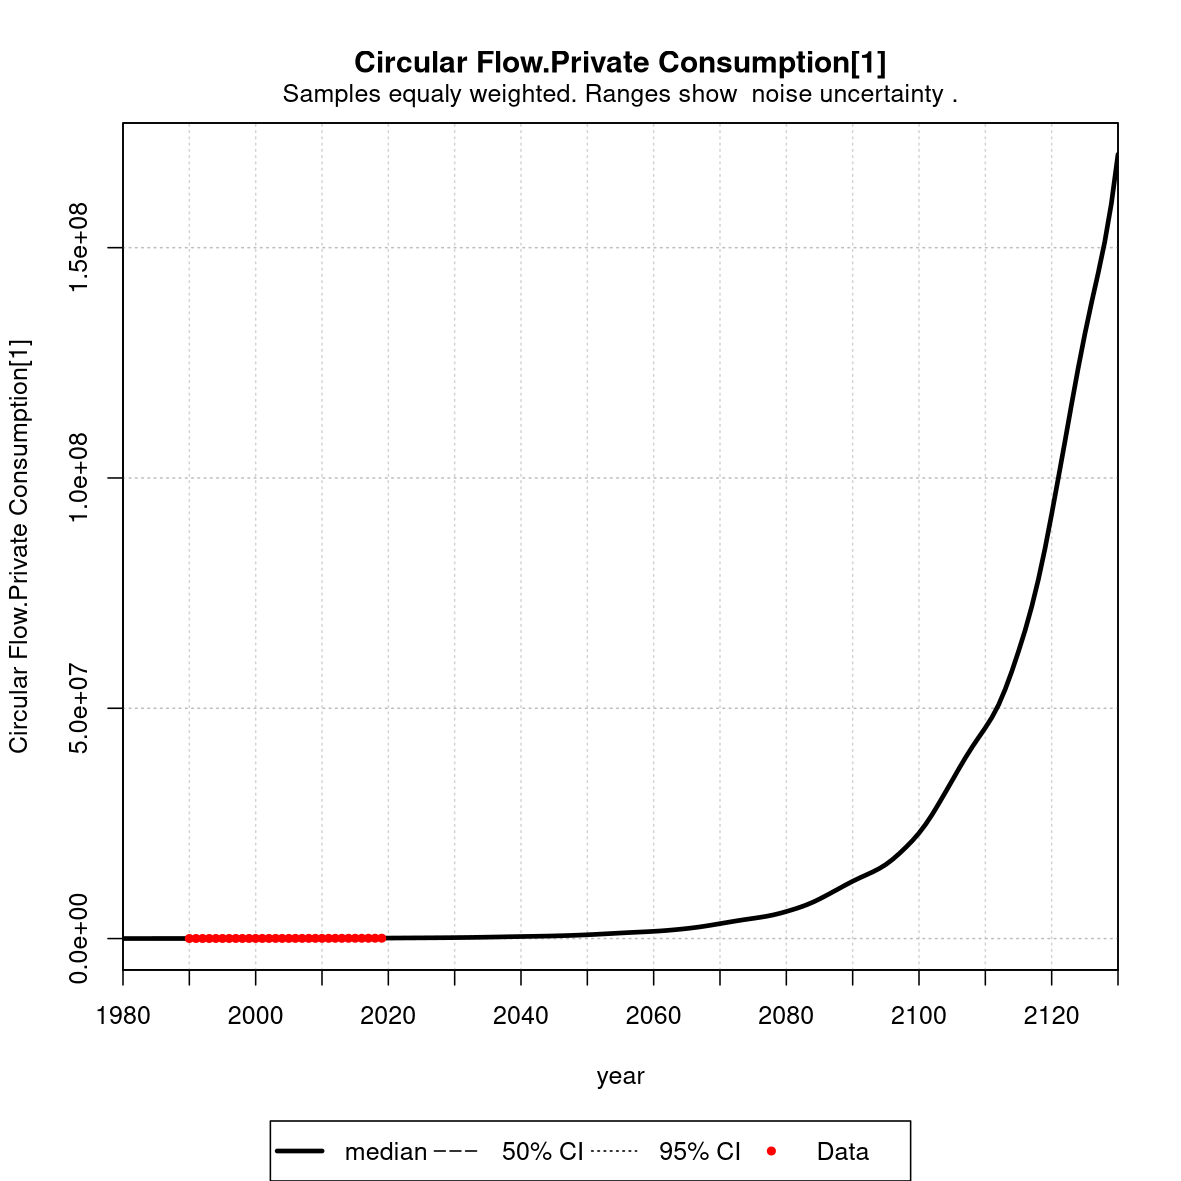 Circular Flow.Private Consumption[1]
Samples equaly weighted. Ranges show  noise uncertainty .
Circular Flow.Private Consumption[1]
1.5e+08
1.0e+08
5.0e+07
0.0e+00
1980 2000 2020 2040 2060 2080 2100 2120
year
median 50% CI 95% CI Data